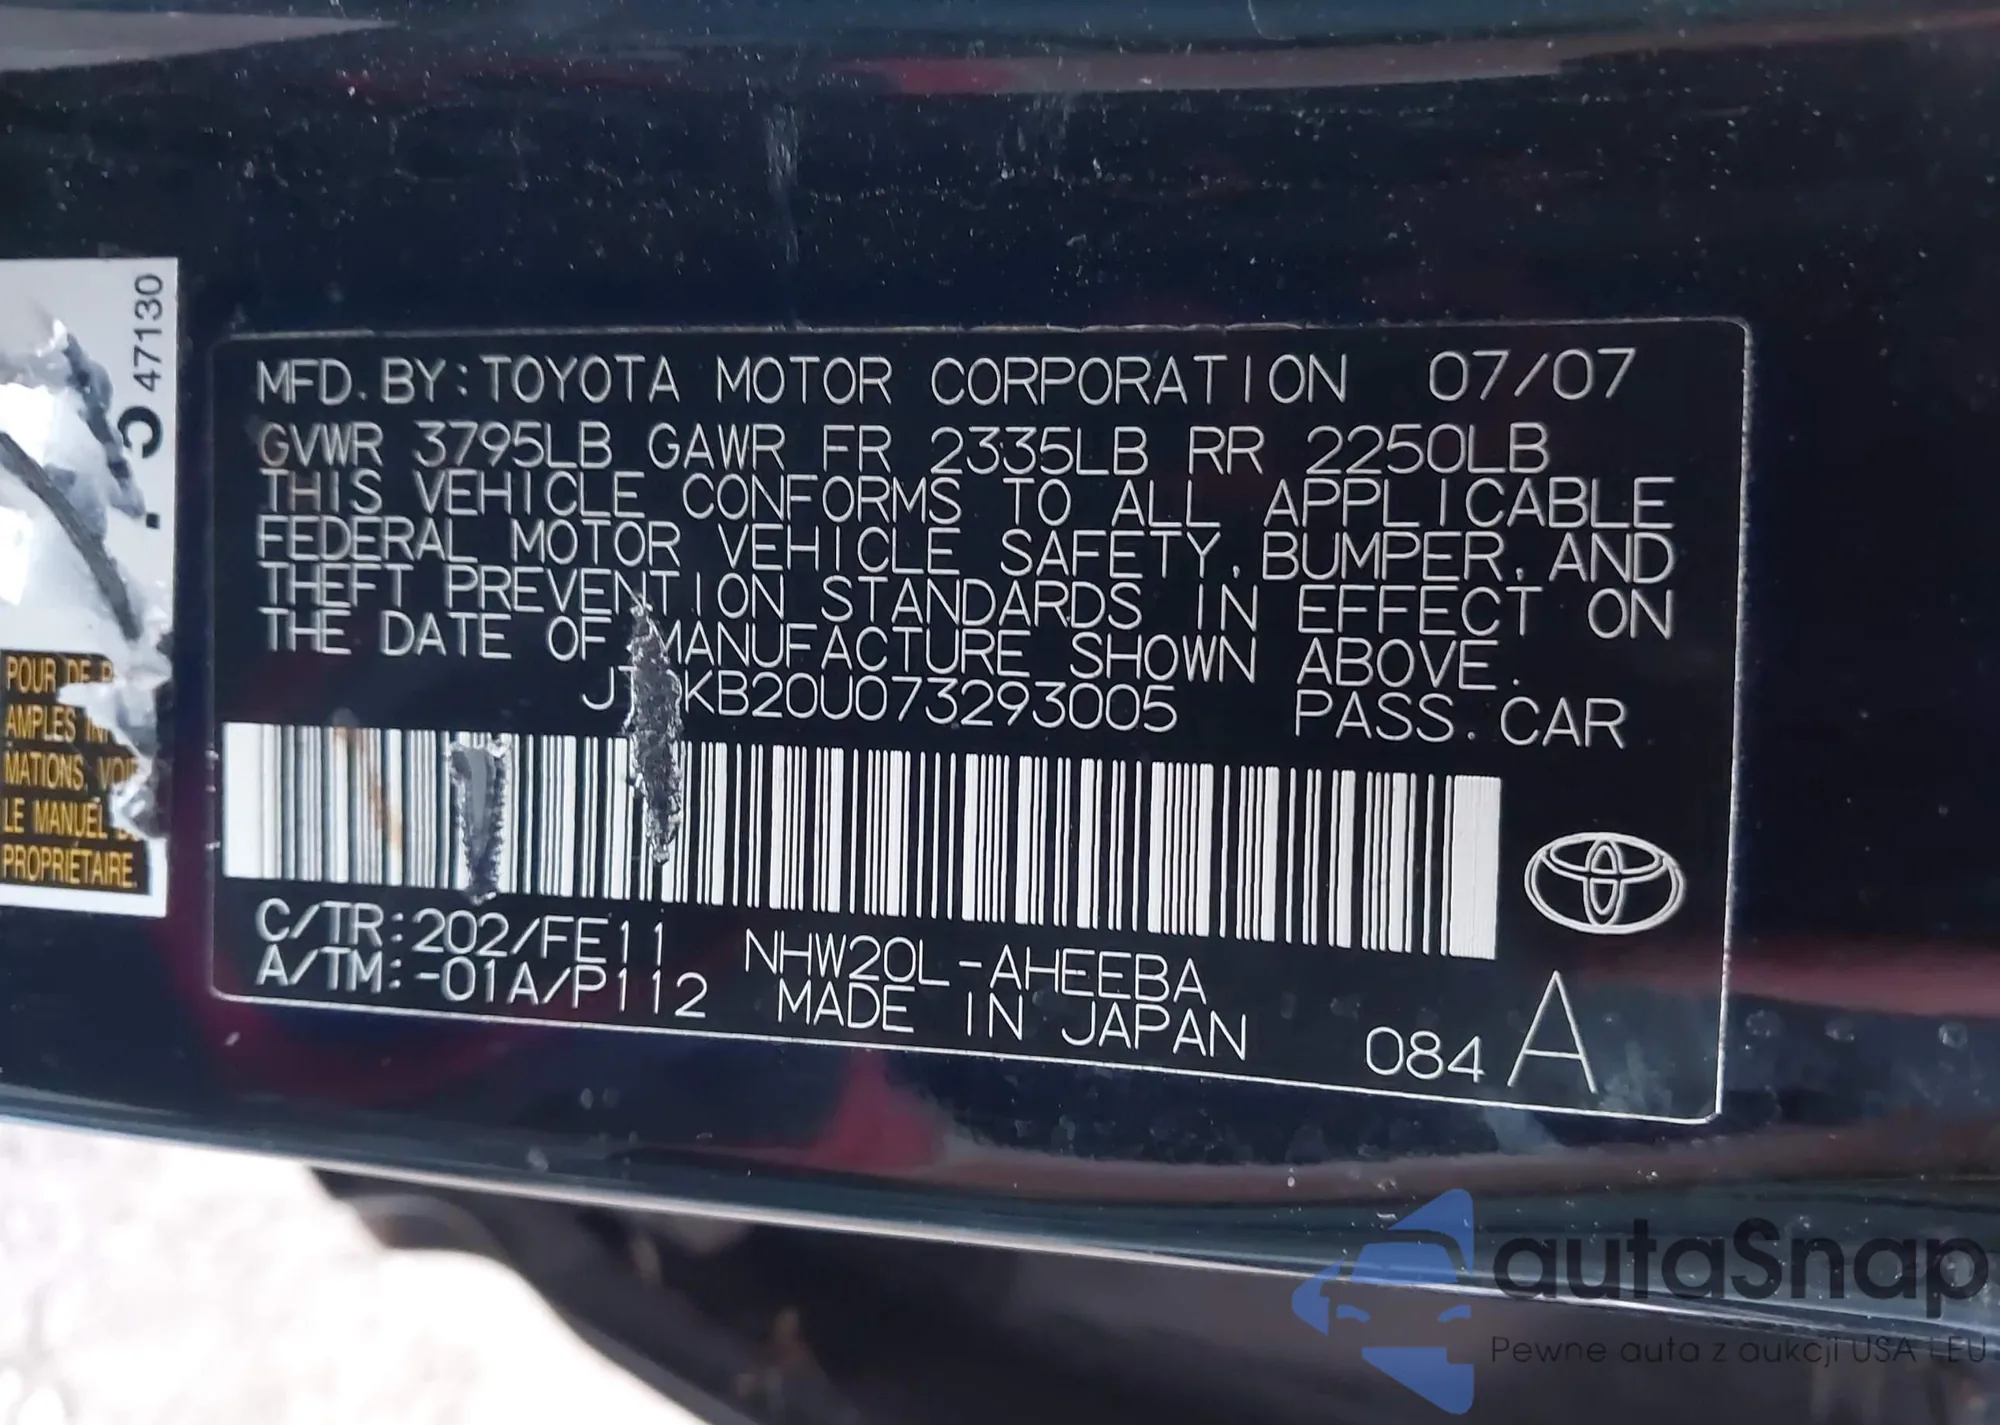 47130
POUR DE
AMPLES
MATIONS, VOIR
LE MANUEL
PROPRIÉTAIRE.
MFD. BY: TOYOTA MOTOR CORPORATION 07/07
GVWR 3795LB GAWR FR 2335LB RR 2250LB
THIS VEHICLE CONFORMS TO ALL APPLICABLE
FEDERAL MOTOR VEHICLE SAFETY, BUMPER, AND
THEFT PREVENTION STANDARDS IN EFFECT ON
THE DATE OF MANUFACTURE SHOWN ABOVE.
KB20U073293005 PASS. CAR
C/TR: 202/FE11 NHW20L-AHEEBA
A/TM: -01A/P112 MADE IN JAPAN
084 A
autaSnap
Pewne auta z aukcji USA i EU